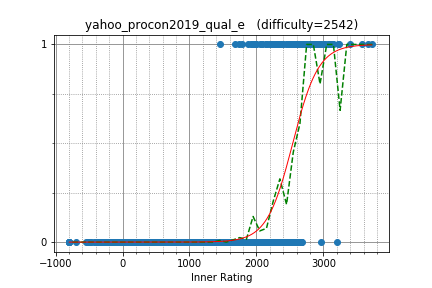 yahoo_procon2019_qual_e (difficulty=2542)
1
0
-1000 0 1000 2000 3000
Inner Rating